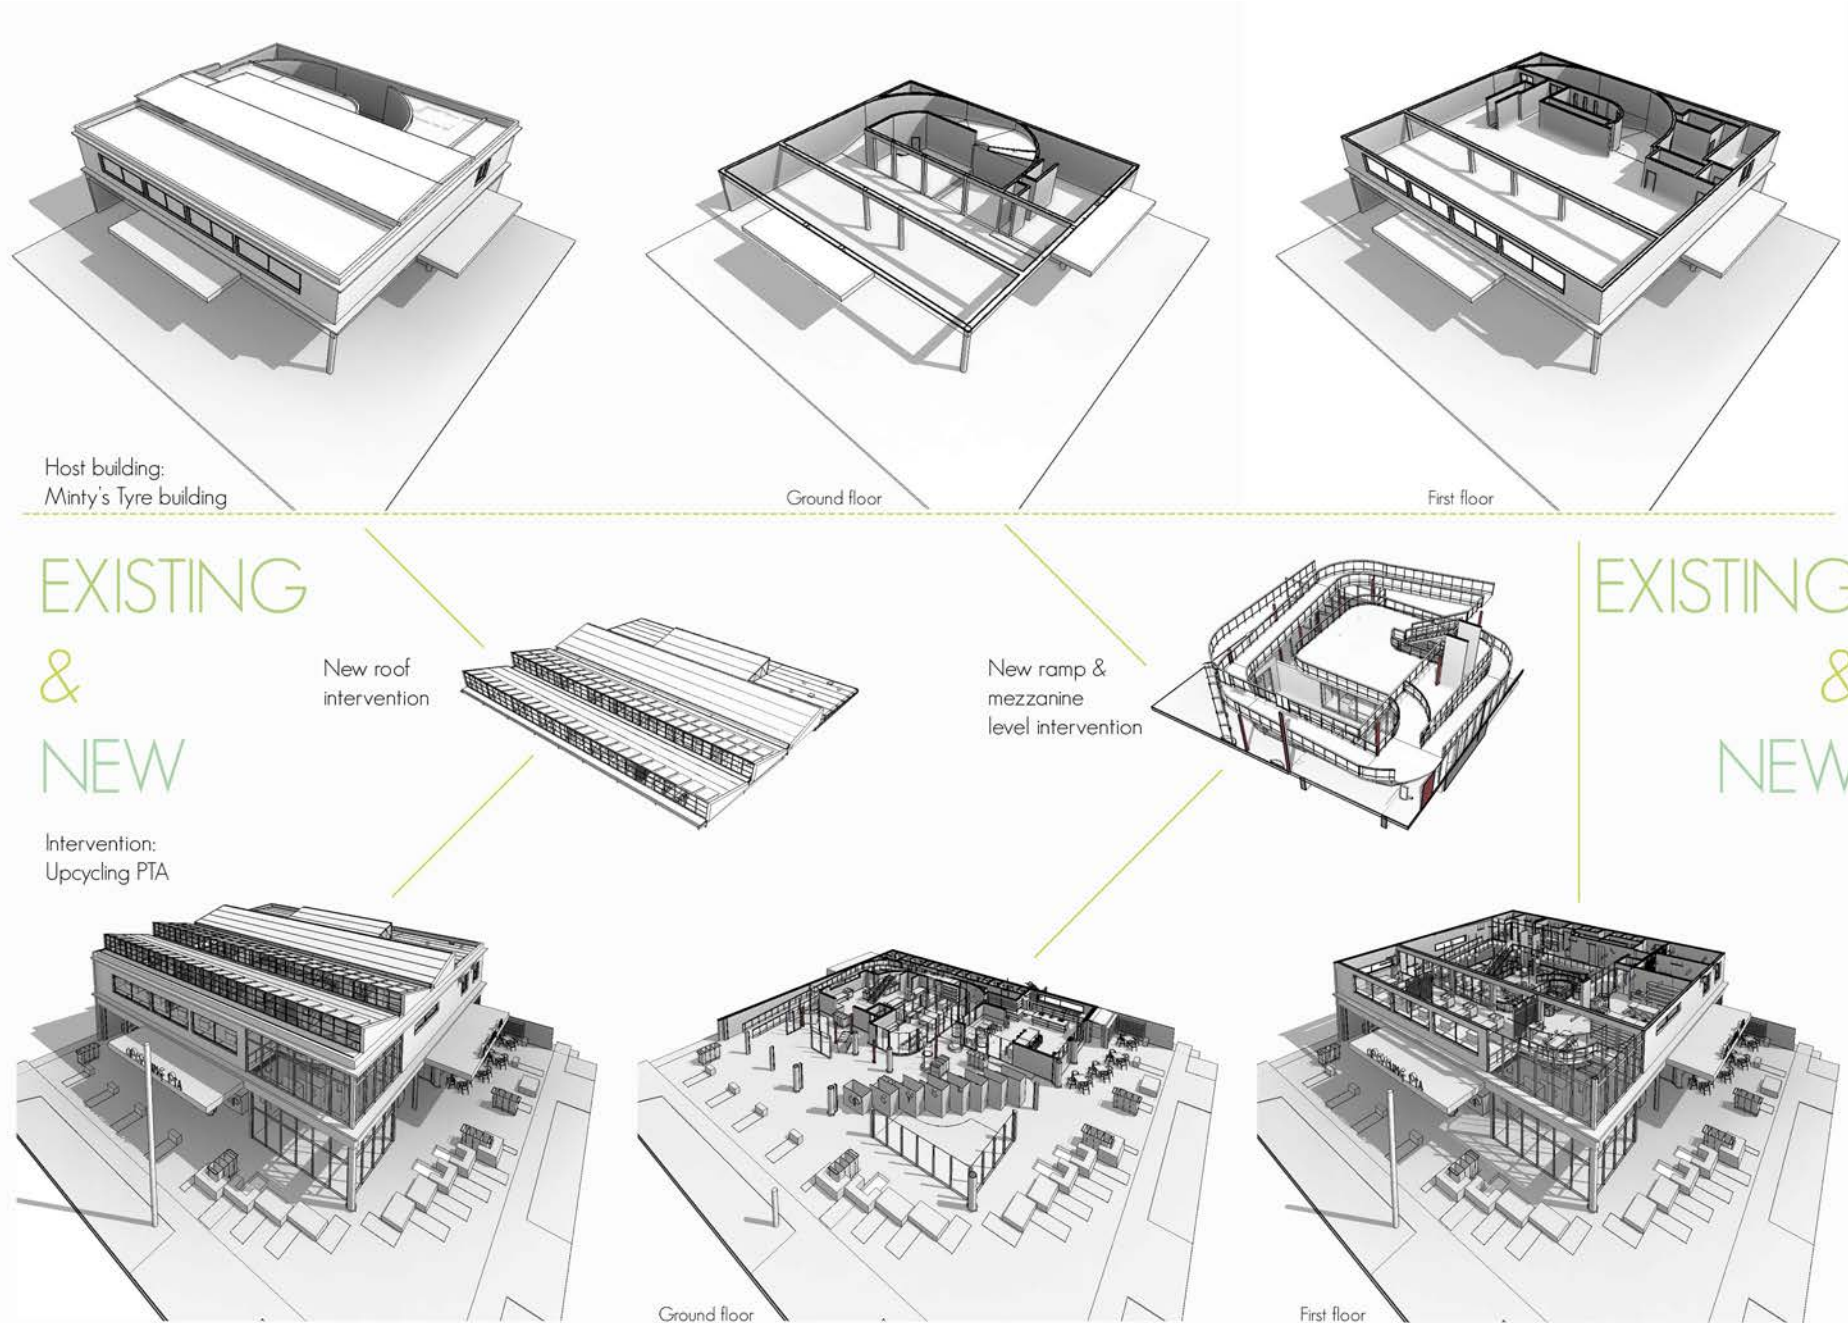 Host building:
Minty's Tyre building
Ground floor
First floor
EXISTING
&
NEW
New roof
intervention
New ramp &
mezzanine
level intervention
EXISTING
&
NEW
Intervention:
Upcycling PTA
Ground floor
First floor